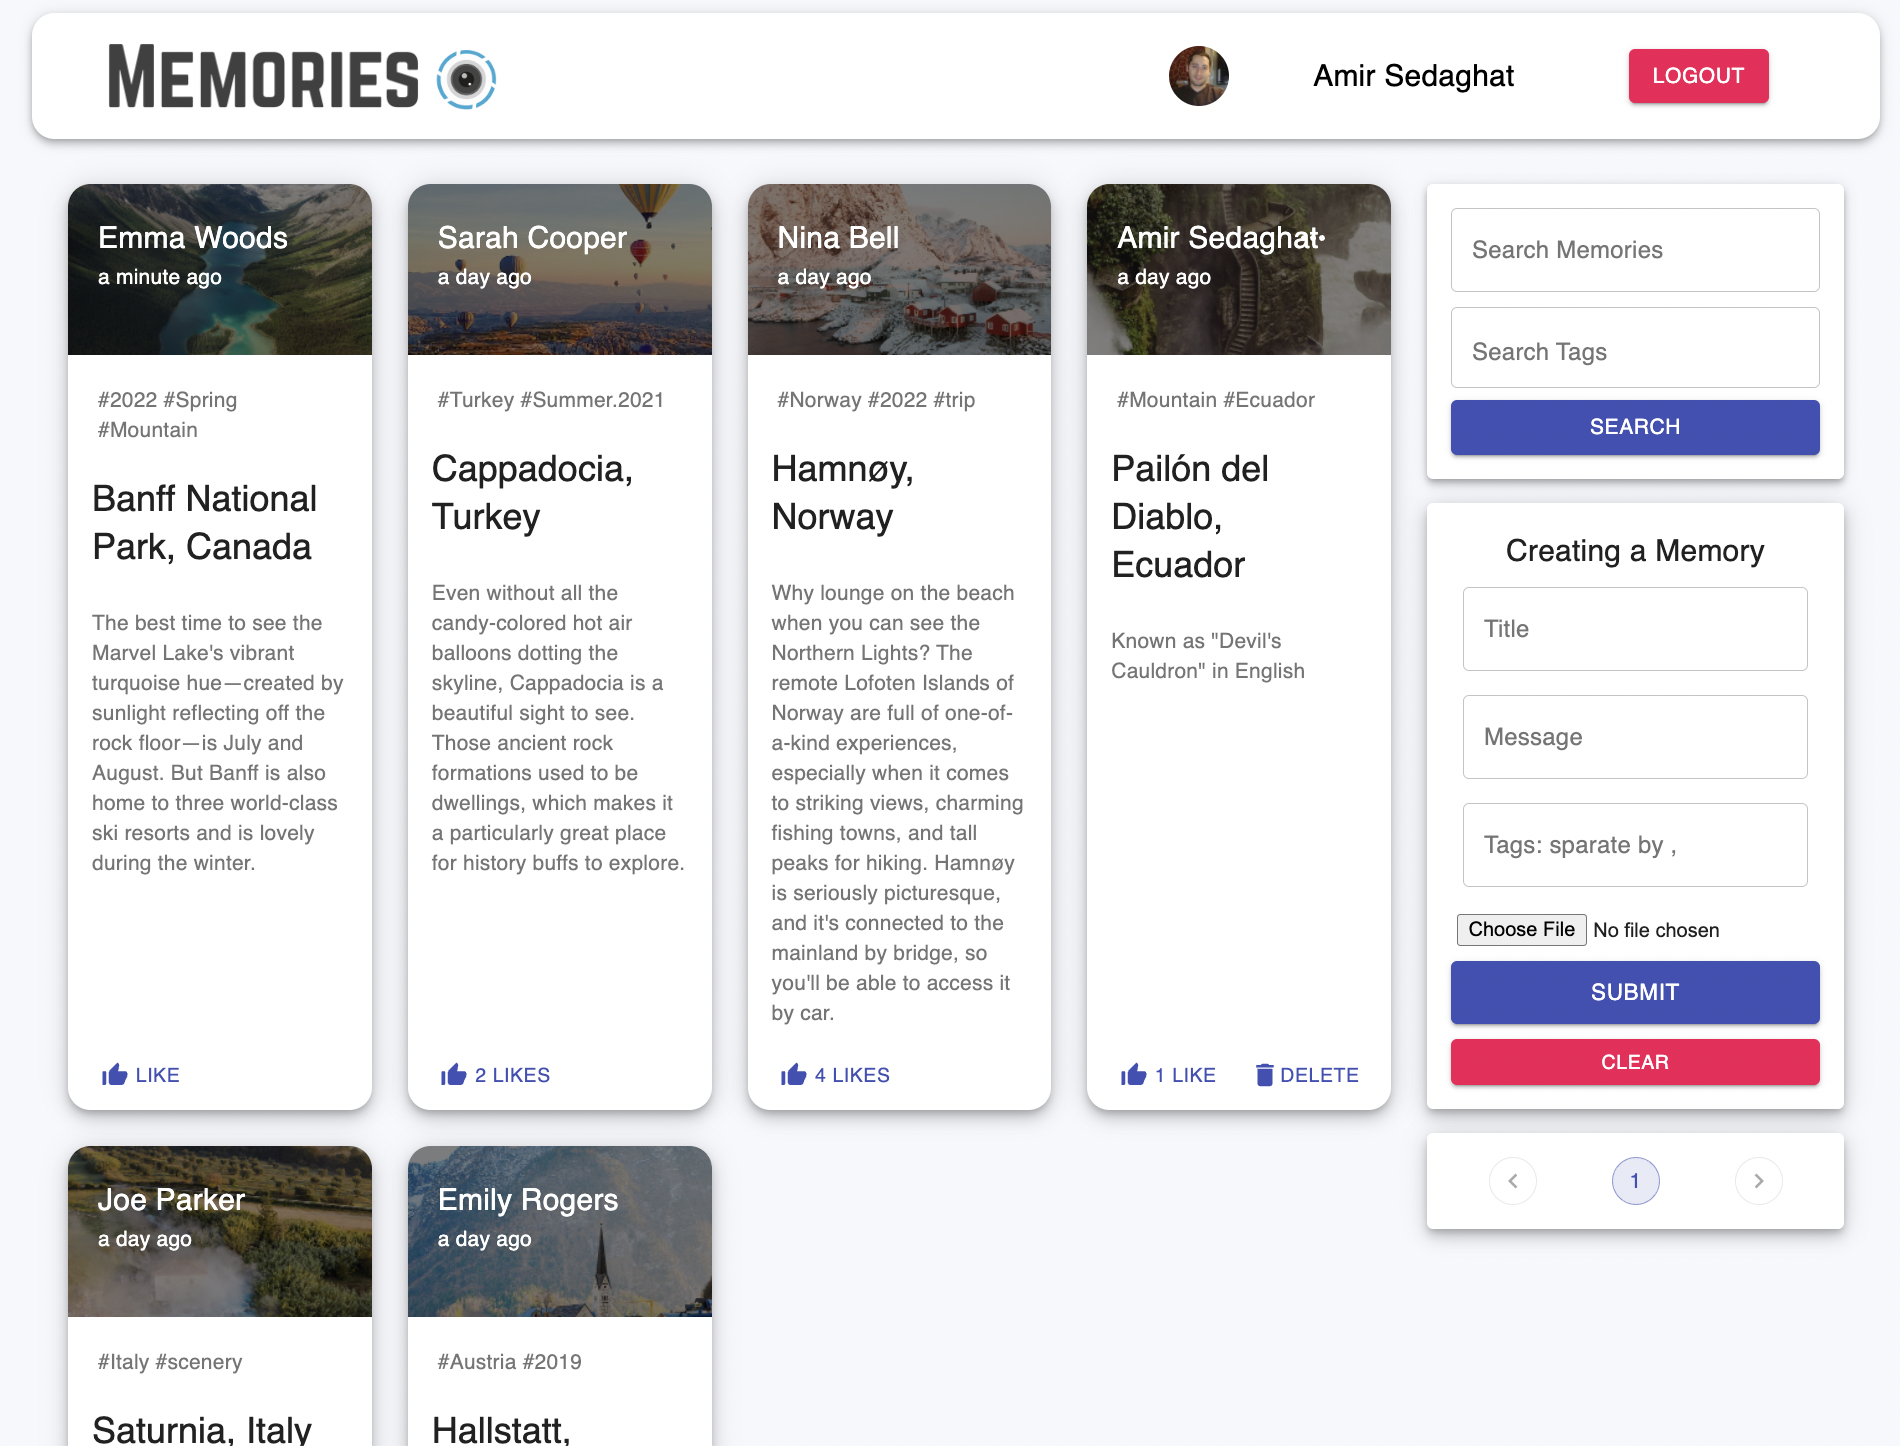 MEMORIES
Amir Sedaghat
LOGOUT
Emma Woods
a minute ago
#2022 #Spring
#Mountain
Banff National
Park, Canada
The best time to see the
Marvel Lake's vibrant
turquoise hue—created by
sunlight reflecting off the
rock floor—is July and
August. But Banff is also
home to three world-class
ski resorts and is lovely
during the winter.
LIKE
Sarah Cooper
a day ago
#Turkey #Summer.2021
Cappadocia,
Turkey
Even without all the
candy-colored hot air
balloons dotting the
skyline, Cappadocia is a
beautiful sight to see.
Those ancient rock
formations used to be
dwellings, which makes it
a particularly great place
for history buffs to explore.
2 LIKES
Nina Bell
a day ago
#Norway #2022 #trip
Hamnøy,
Norway
Why lounge on the beach
when you can see the
Northern Lights? The
remote Lofoten Islands of
Norway are full of one-of-
a-kind experiences,
especially when it comes
to striking views, charming
fishing towns, and tall
peaks for hiking. Hamnøy
is seriously picturesque,
and it's connected to the
mainland by bridge, so
you'll be able to access it
by car.
4 LIKES
Amir Sedaghat
a day ago
#Mountain #Ecuador
Pailón del
Diablo,
Ecuador
Known as "Devil's
Cauldron" in English
1 LIKE
DELETE
Search Memories
Search Tags
SEARCH
Creating a Memory
Title
Message
Tags: sparate by ,
Choose File No file chosen
SUBMIT
CLEAR
1
Joe Parker
a day ago
#Italy #scenery
Saturnia, Italy
Emily Rogers
a day ago
#Austria #2019
Hallstatt,